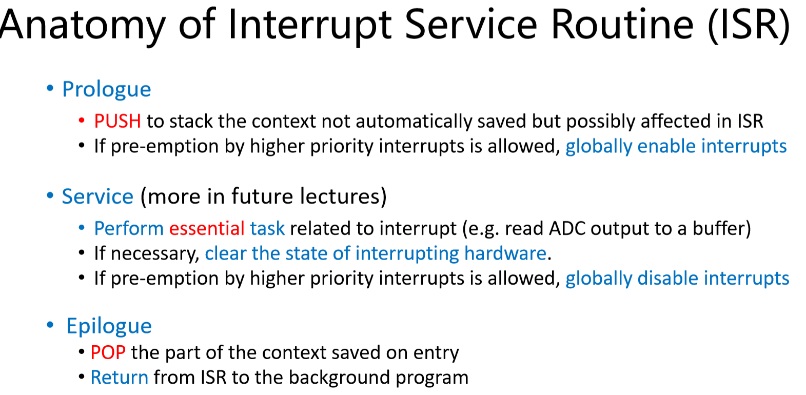 Anatomy of Interrupt Service Routine (ISR)
• Prologue
• PUSH to stack the context not automatically saved but possibly affected in ISR
• If pre-emption by higher priority interrupts is allowed, globally enable interrupts
• Service (more in future lectures)
• Perform essential task related to interrupt (e.g. read ADC output to a buffer)
• If necessary, clear the state of interrupting hardware.
• If pre-emption by higher priority interrupts is allowed, globally disable interrupts
• Epilogue
• POP the part of the context saved on entry
• Return from ISR to the background program